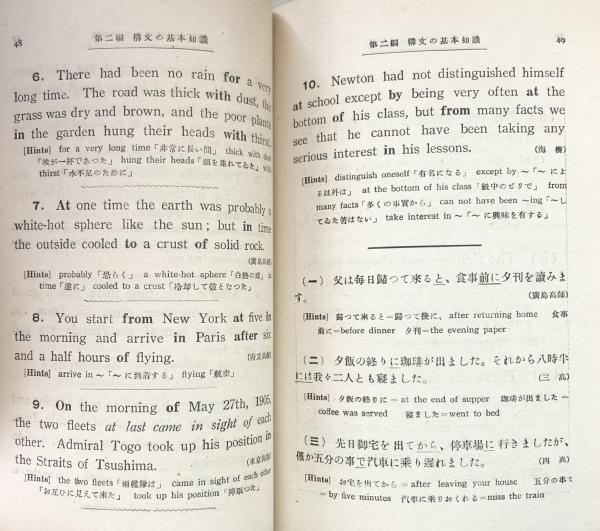 48
第二編 構文の基本知識
6. There had been no rain for a very
long time. The road was thick with dust, the
grass was dry and brown, and the poor plants
in the garden hung their heads with thirst.
[Hints] for a very long time「非常に長い間」 thick with dust
「埃が一杯であつた」 hung their heads「頭を垂れてゐた」 with
thirst「水不足のために」
7. At one time the earth was probably a
white-hot sphere like the sun; but in time
the outside cooled to a crust of solid rock.
(廣島高師)
[Hints] probably「恐らく」 a white-hot sphere「白熱の球」 in
time「遂に」 cooled to a crust「冷却して殼となつた」
8. You start from New York at five in
the morning and arrive in Paris after six
and a half hours of flying.
[Hints] arrive in ~「~に到着する」 flying「航空」
9. On the morning of May 27th, 1905,
the two fleets at last came in sight of each
other. Admiral Togo took up his position in
the Straits of Tsushima.
(東京高師)
[Hints] the two fleets「兩艦隊は」 came in sight of each other
「お互ひに見えて來た」 took up his position「陣取つた」
第二編 構文の基本知識
49
10. Newton had not distinguished himself
at school except by being very often at the
bottom of his class, but from many facts we
see that he cannot have been taking any
serious interest in his lessons.
[Hints] distinguish oneself「有名になる」 except by ~「~によ
る以外は」 at the bottom of his class「級中のビリで」 from
many facts「多くの事實から」 can not have been ~ing「~し
てゐた筈はない」 take interest in ~「~に興味を有する」
(一) 父は毎日歸つて來ると、食事前に夕刊を讀みま
す。
(廣島高師)
[Hints] 歸つて來ると=歸つて後に、after returning home 食事
前に=before dinner 夕刊=the evening paper
(二) 夕飯の終りに珈琲が出ました。それから八時半
には我々二人とも寢ました。
(三 高)
[Hints] 夕飯の終りに=at the end of supper 珈琲が出ました=
coffee was served 寢ました=went to bed
(三) 先日御宅を出てから、停車場に行きましたが、
僅か五分の事で汽車に乘り遲れました。
(四 高)
[Hints] お宅を出てから=after leaving your house 五分の事で
=by five minutes 汽車に乘りおくれる=miss the train